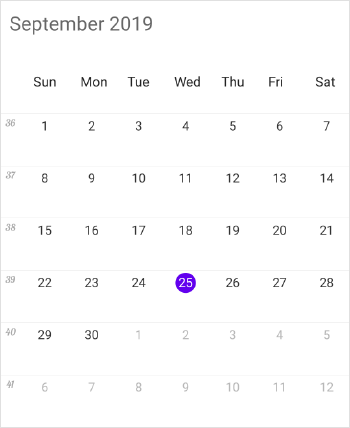 September 2019
Sun Mon Tue Wed Thu Fri Sat
36 1 2 3 4 5 6 7
37 8 9 10 11 12 13 14
38 15 16 17 18 19 20 21
39 22 23 24 25 26 27 28
40 29 30 1 2 3 4 5
41 6 7 8 9 10 11 12